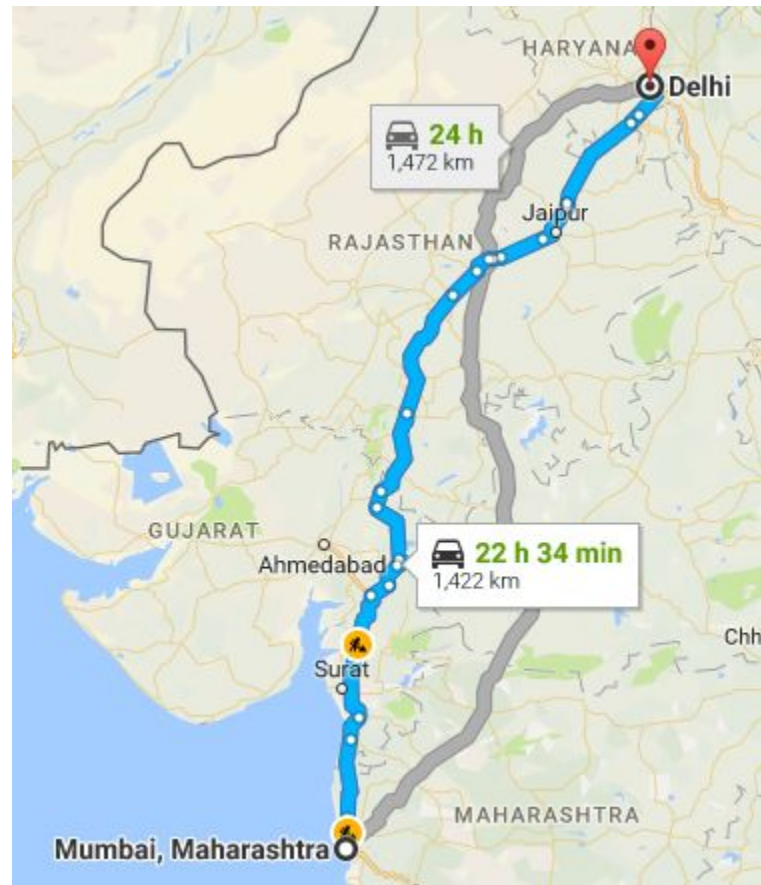 HARYANA
Delhi
24 h
1,472 km
Jaipur
RAJASTHAN
GUJARAT
Ahmedabad
22 h 34 min
1,422 km
Chh
Surat
MAHARASHTRA
Mumbai, Maharashtra